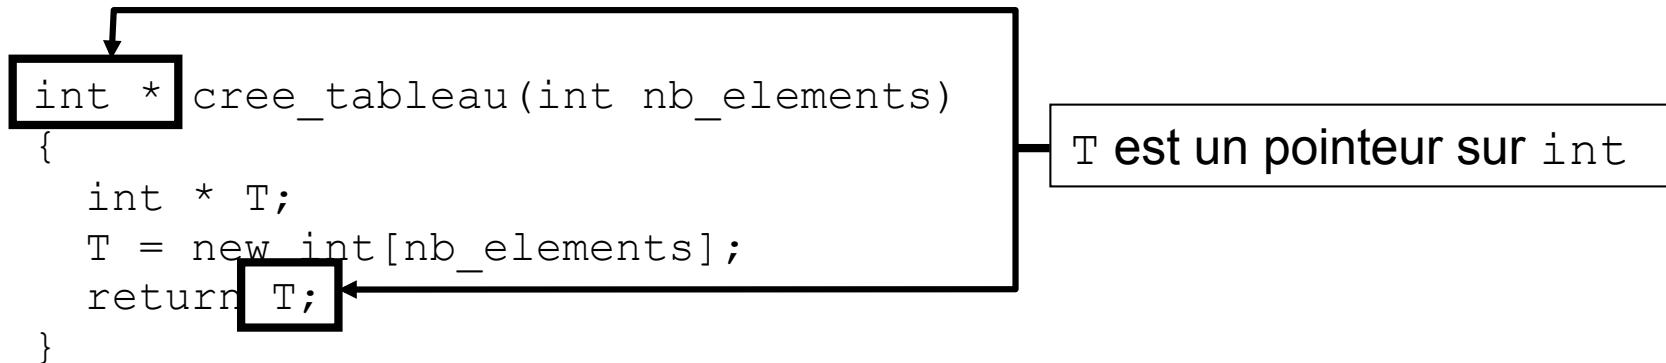 int * cree_tableau(int nb_elements)
{
int * T;
T = new int[nb_elements];
return T;
}
T est un pointeur sur int